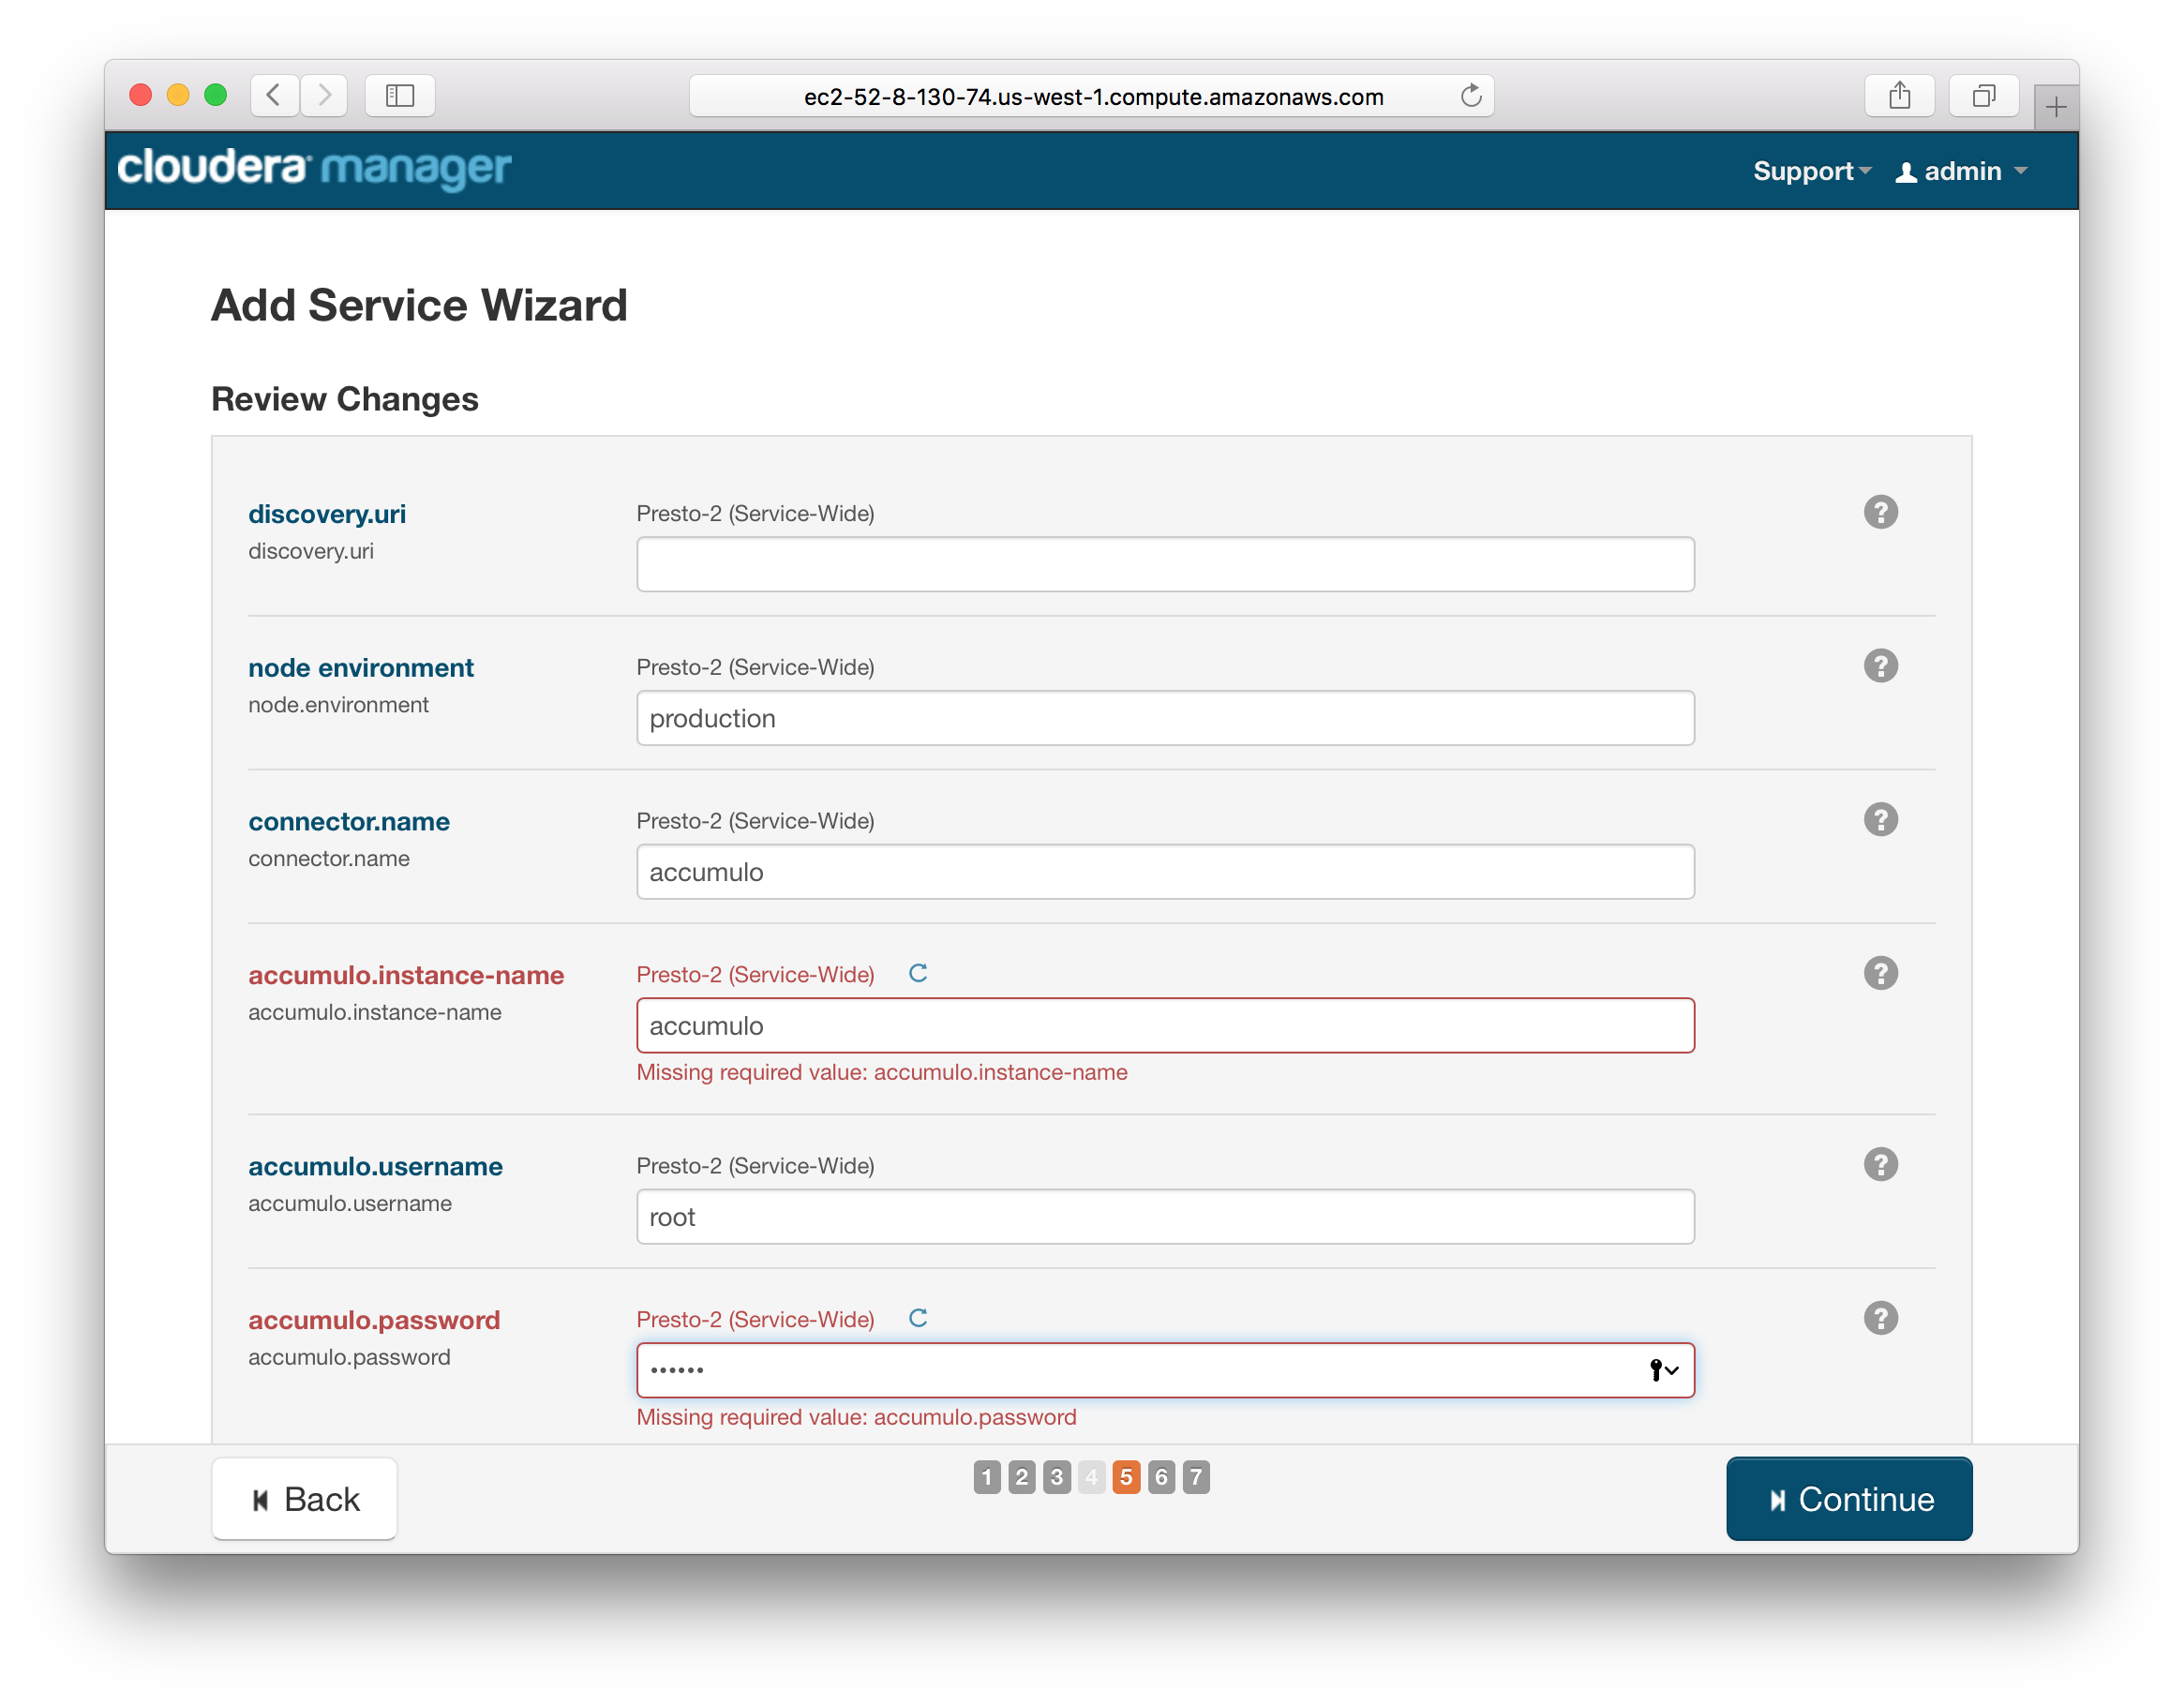 ec2-52-8-130-74.us-west-1.compute.amazonaws.com
cloudera manager
Support
admin
Add Service Wizard
Review Changes
discovery.uri
Presto-2 (Service-Wide)
discovery.uri
node environment
Presto-2 (Service-Wide)
node.environment
production
connector.name
Presto-2 (Service-Wide)
connector.name
accumulo
accumulo.instance-name
Presto-2 (Service-Wide)
accumulo.instance-name
accumulo
Missing required value: accumulo.instance-name
accumulo.username
Presto-2 (Service-Wide)
accumulo.username
root
accumulo.password
Presto-2 (Service-Wide)
accumulo.password
••••••
Missing required value: accumulo.password
Back
1 2 3 4 5 6 7
Continue